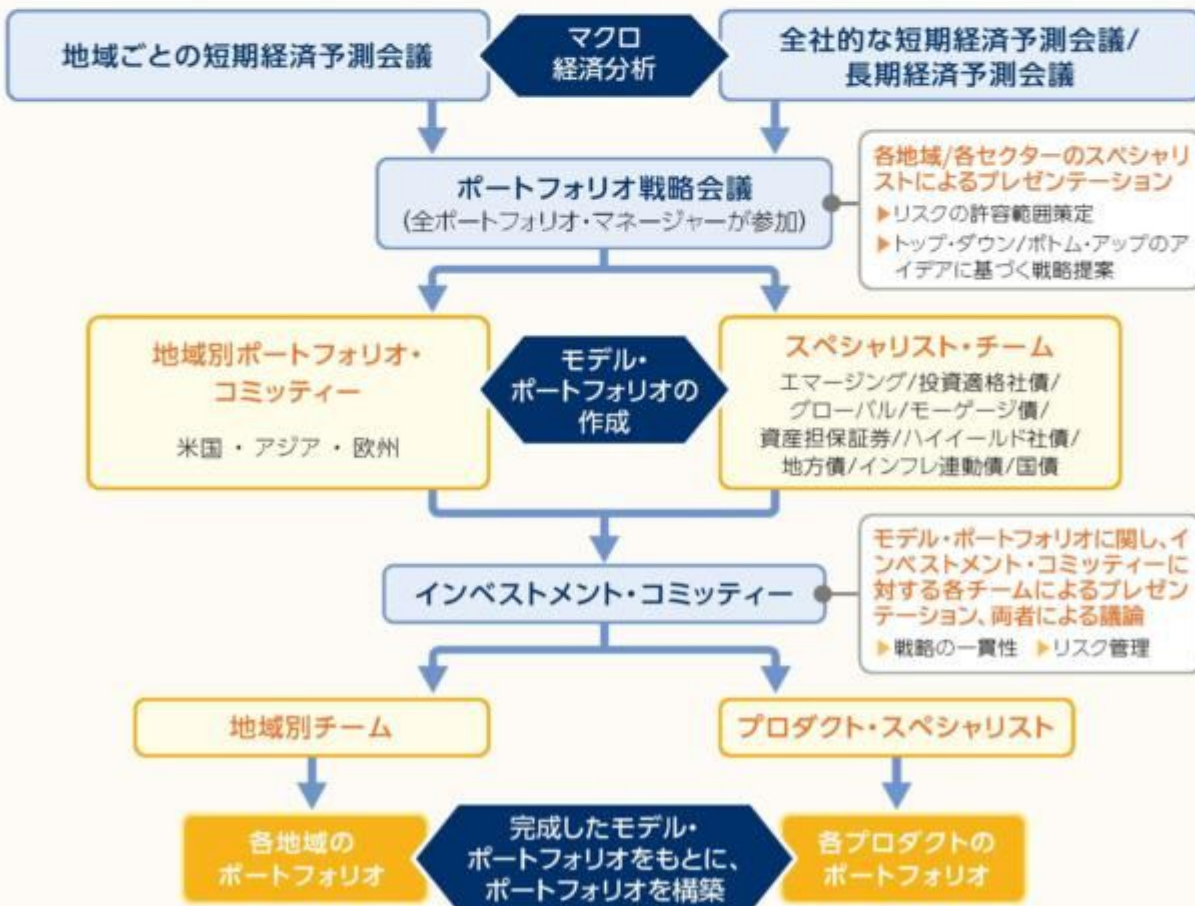 地域ごとの短期経済予測会議
マクロ
経済分析
全社的な短期経済予測会議/
長期経済予測会議
ポートフォリオ戦略会議
(全ポートフォリオ・マネージャーが参加)
各地域/各セクターのスペシャリ
ストによるプレゼンテーション
▶リスクの許容範囲策定
▶トップ・ダウン/ボトム・アップのア
イデアに基づく戦略提案
地域別ポートフォリオ・
コミッティー
米国 ・ アジア ・ 欧州
モデル・
ポートフォリオの
作成
スペシャリスト・チーム
エマージング/投資適格社債/
グローバル/モーゲージ債/
資産担保証券/ハイイールド社債/
地方債/インフレ連動債/国債
インベストメント・コミッティー
モデル・ポートフォリオに関し、イ
ンベストメント・コミッティーに
対する各チームによるプレゼン
テーション、両者による議論
▶戦略の一貫性 ▶リスク管理
地域別チーム
プロダクト・スペシャリスト
各地域の
ポートフォリオ
完成したモデル・
ポートフォリオをもとに、
ポートフォリオを構築
各プロダクトの
ポートフォリオ